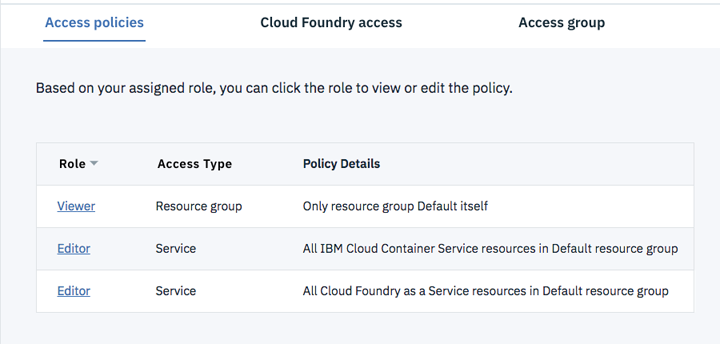 Access policies Cloud Foundry access Access group
Based on your assigned role, you can click the role to view or edit the policy.
Role Access Type Policy Details
Viewer Resource group Only resource group Default itself
Editor Service All IBM Cloud Container Service resources in Default resource group
Editor Service All Cloud Foundry as a Service resources in Default resource group